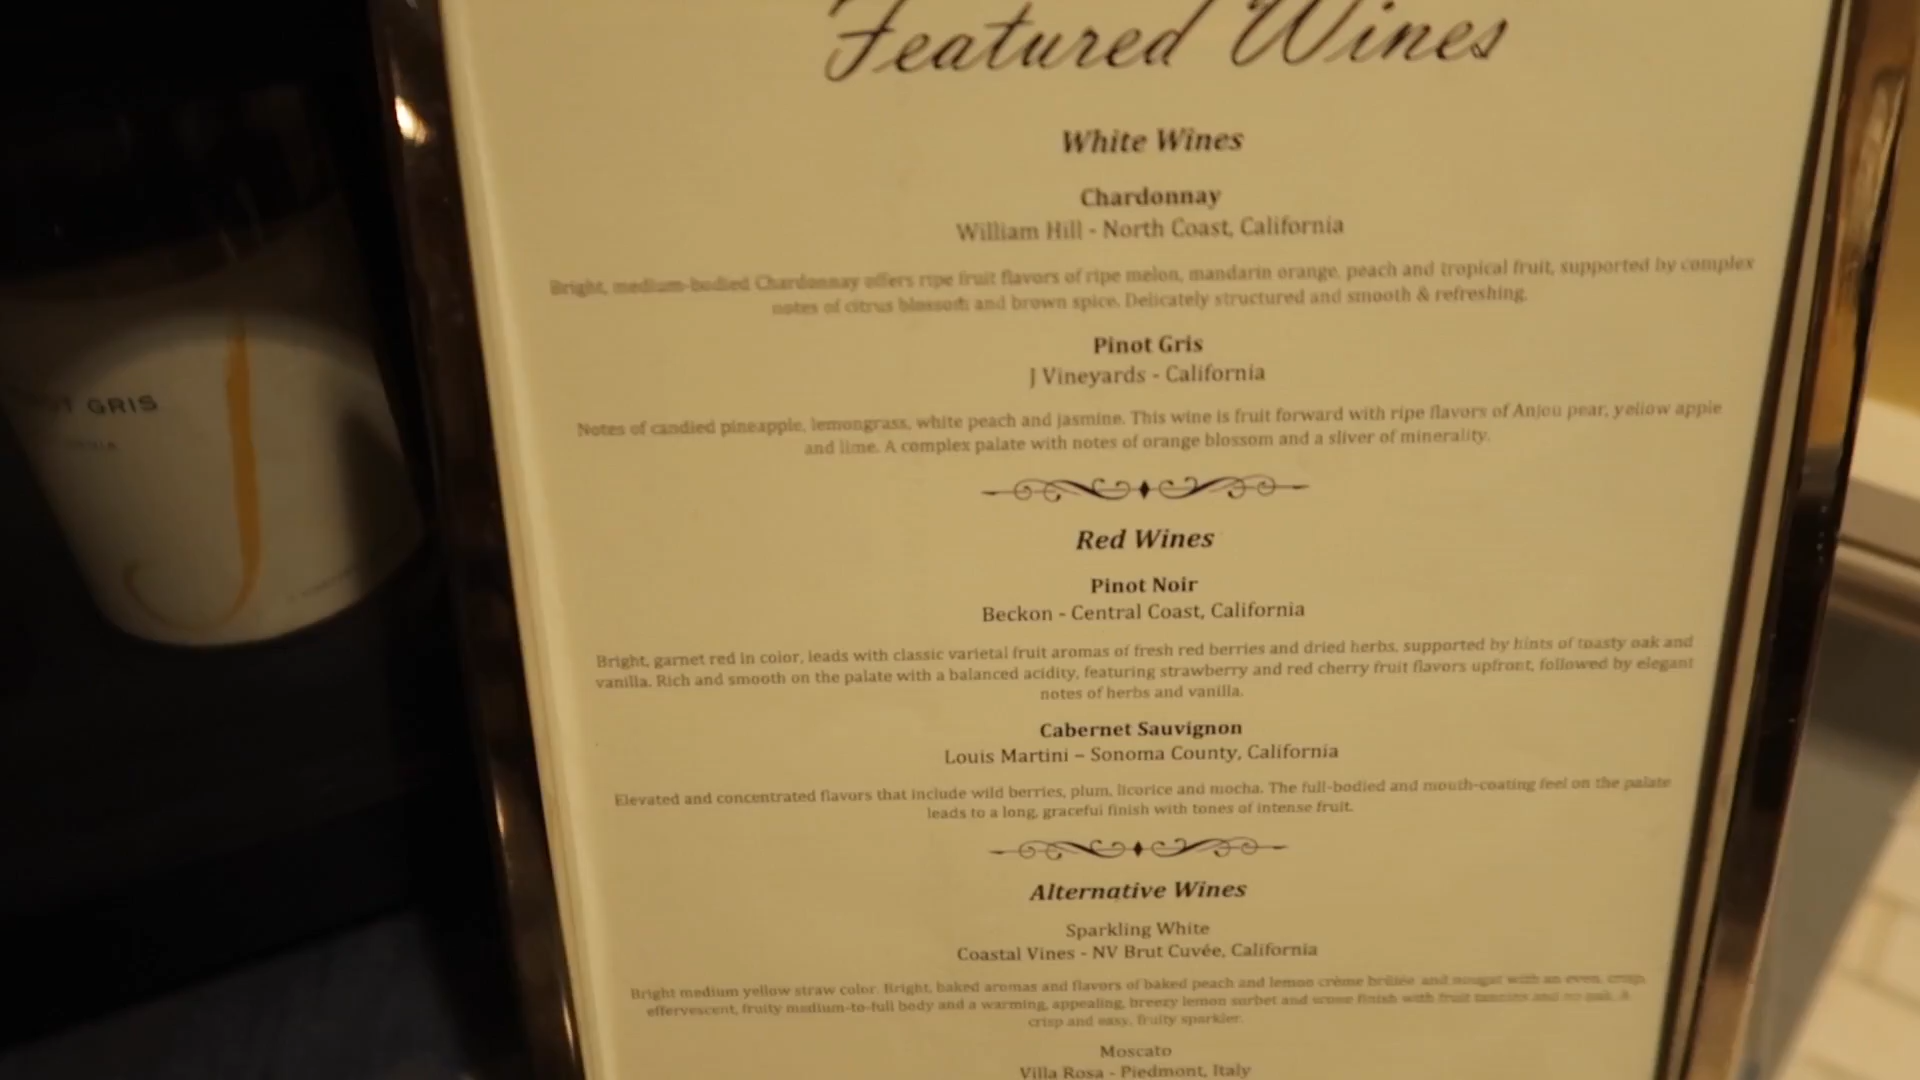 Featured Wines
White Wines
Chardonnay
William Hill - North Coast, California
Bright, medium-bodied Chardonnay offers ripe fruit flavors of ripe melon, mandarin orange, peach and tropical fruit, supported by complex
notes of citrus blossom and brown spice. Delicately structured and smooth & refreshing.
Pinot Gris
J Vineyards - California
Notes of candied pineapple, lemongrass, white peach and jasmine. This wine is fruit forward with ripe flavors of Anjou pear, yellow apple
and lime. A complex palate with notes of orange blossom and a sliver of minerality.
Red Wines
Pinot Noir
Beckon - Central Coast, California
Bright, garnet red in color, leads with classic varietal fruit aromas of fresh red berries and dried herbs, supported by hints of toasty oak and
vanilla. Rich and smooth on the palate with a balanced acidity, featuring strawberry and red cherry fruit flavors upfront, followed by elegant
notes of herbs and vanilla.
Cabernet Sauvignon
Louis Martini – Sonoma County, California
Elevated and concentrated flavors that include wild berries, plum, licorice and mocha. The full-bodied and mouth-coating feel on the palate
leads to a long, graceful finish with tones of intense fruit.
Alternative Wines
Sparkling White
Coastal Vines - NV Brut Cuvée, California
Bright medium yellow straw color. Bright, baked aromas and flavors of baked peach and lemon crème brûlée and nougat with an even, crisp,
effervescent, fruity medium-to-full body and a warming, appealing, breezy lemon sorbet and scone finish with fruit tannins and no oak. A
crisp and easy, fruity sparkler.
Moscato
Villa Rosa - Piedmont, Italy
GRIS
J